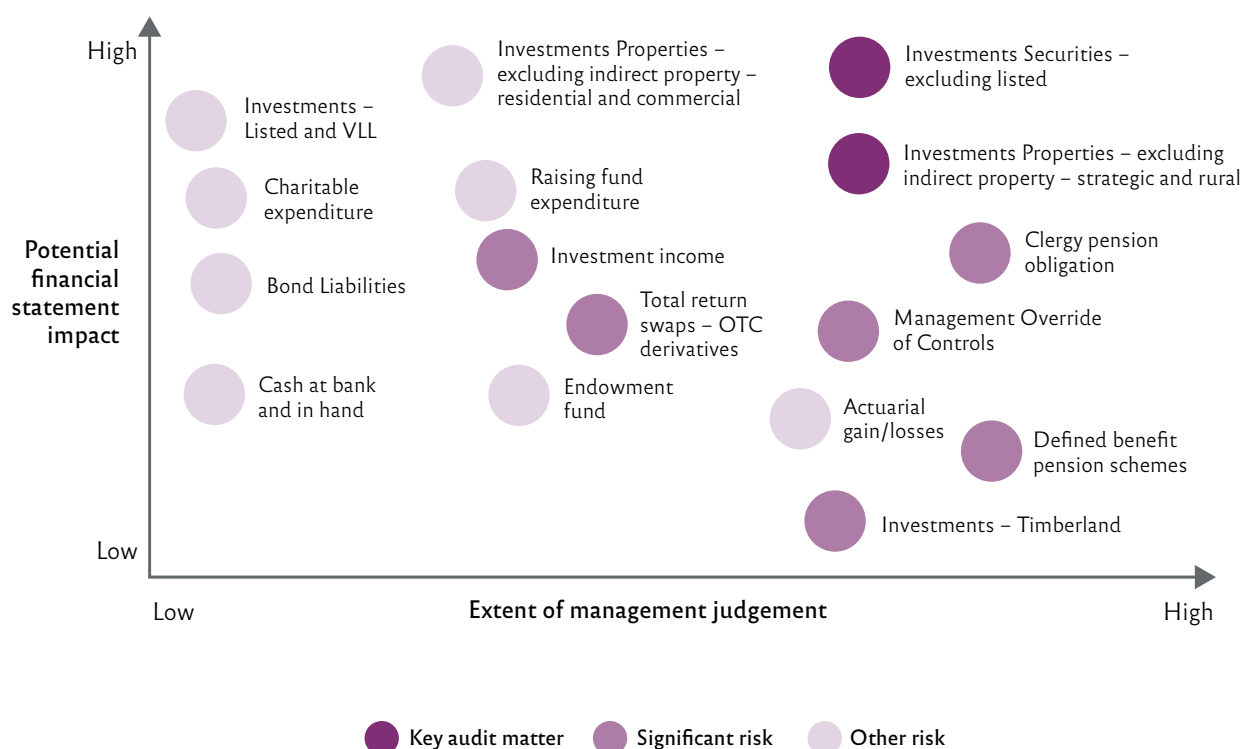 High
Investments Properties –
excluding indirect property –
residential and commercial
Investments Securities –
excluding listed
Investments –
Listed and VLL
Investments Properties – excluding
indirect property – strategic and rural
Charitable
expenditure
Raising fund
expenditure
Clergy pension
obligation
Potential
financial
statement
impact
Investment income
Bond Liabilities
Total return
swaps – OTC
derivatives
Management Override
of Controls
Cash at bank
and in hand
Endowment
fund
Actuarial
gain/losses
Defined benefit
pension schemes
Investments – Timberland
Low
Low
Extent of management judgement
High
Key audit matter
Significant risk
Other risk